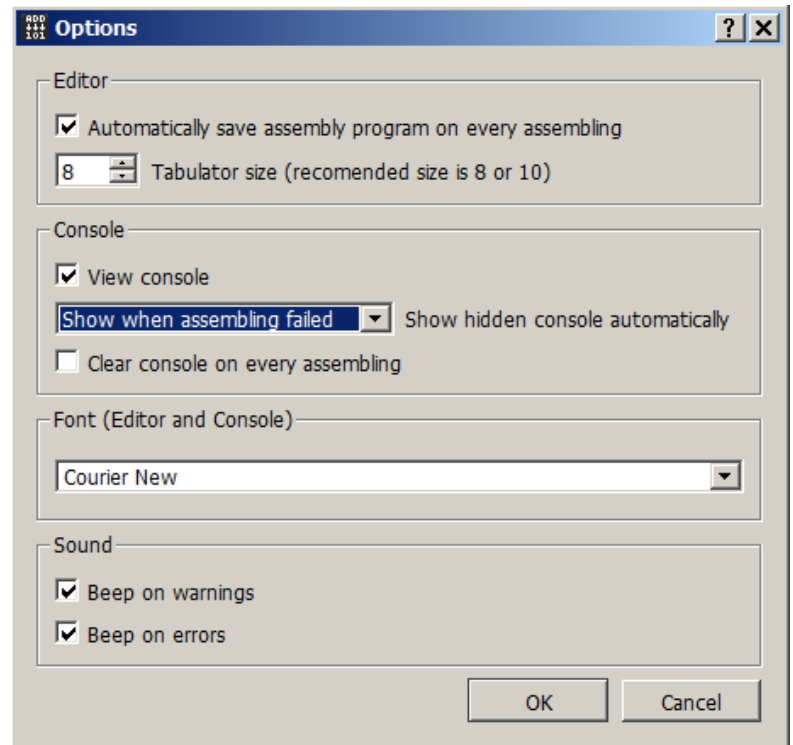 ADD
101
Options
Editor
Automatically save assembly program on every assembling
8 Tabulator size (recomended size is 8 or 10)
Console
View console
Show when assembling failed Show hidden console automatically
Clear console on every assembling
Font (Editor and Console)
Courier New
Sound
Beep on warnings
Beep on errors
OK Cancel